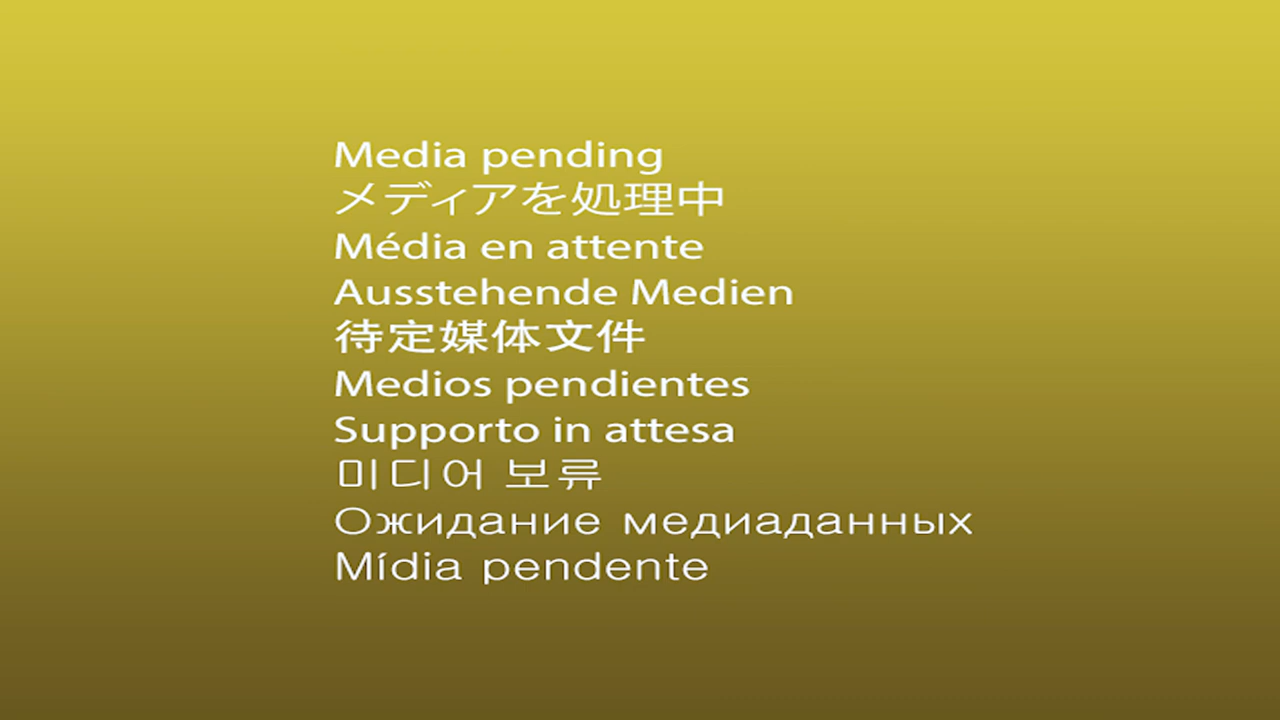 Media pending
メディアを処理中
Média en attente
Ausstehende Medien
待定媒体文件
Medios pendientes
Supporto in attesa
미디어 보류
Ожидание медиаданных
Mídia pendente